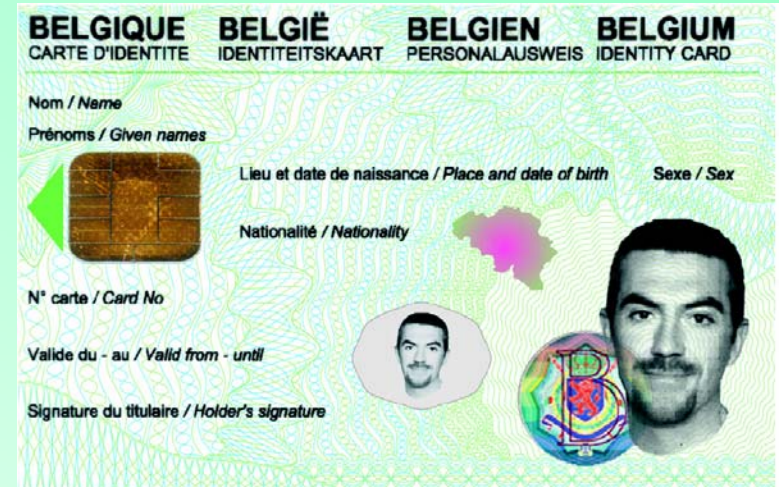 BELGIQUE BELGIË BELGIEN BELGIUM
CARTE D'IDENTITE IDENTITEITSKAART PERSONALAUSWEIS IDENTITY CARD
Nom / Name
Prénoms / Given names
Lieu et date de naissance / Place and date of birth Sexe / Sex
Nationalité / Nationality
N° carte / Card No
Valide du - au / Valid from - until
Signature du titulaire / Holder's signature
B